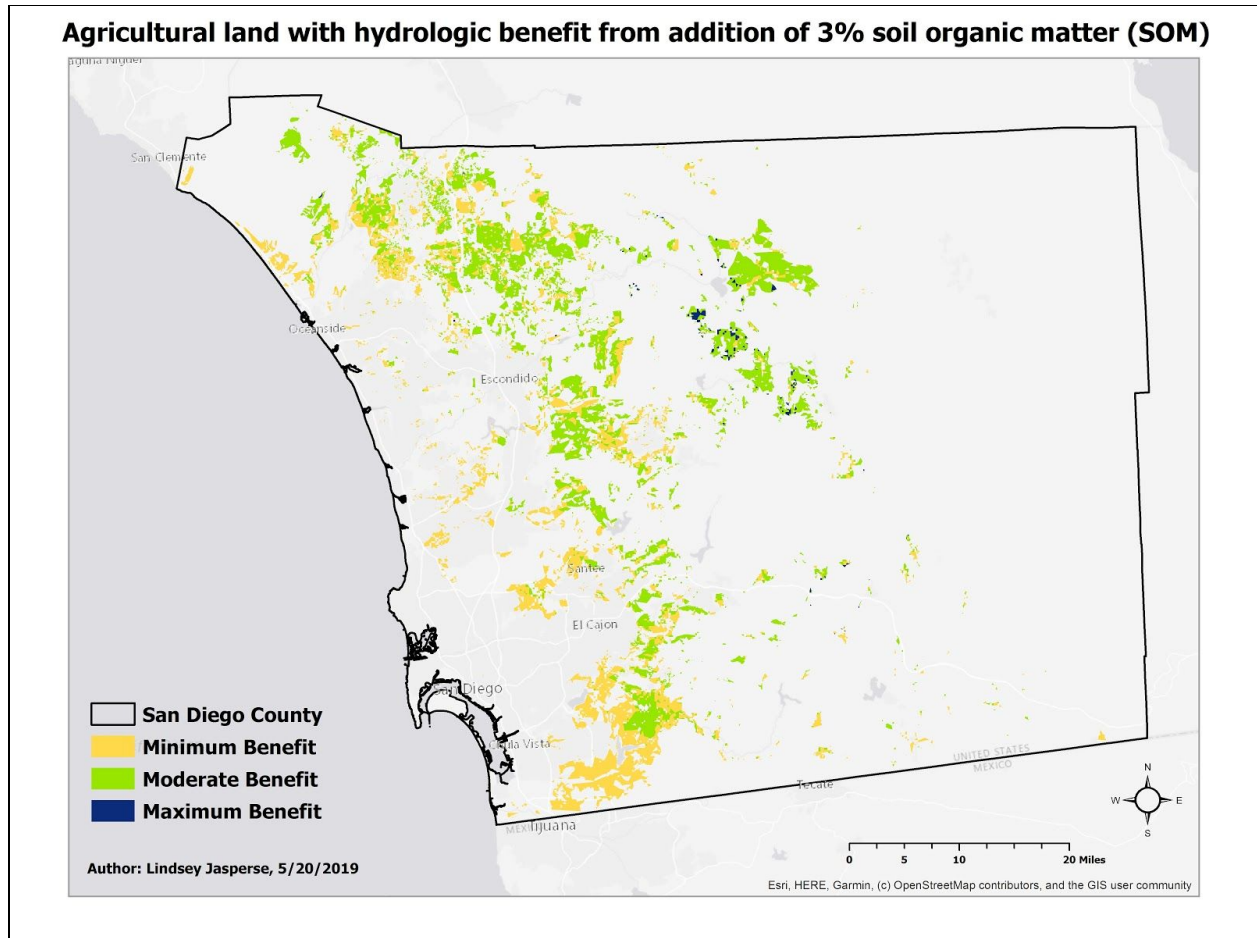 Agricultural land with hydrologic benefit from addition of 3% soil organic matter (SOM)
Laguna Niguel
San Clemente
Oceanside
Escondido
Santee
El Cajon
San Diego
Chula Vista
UNITED STATES
MEXICO
Tecate
Tijuana
San Diego County
Minimum Benefit
Moderate Benefit
Maximum Benefit
N
W E
S
0 5 10 20 Miles
Author: Lindsey Jasperse, 5/20/2019
Esri, HERE, Garmin, (c) OpenStreetMap contributors, and the GIS user community